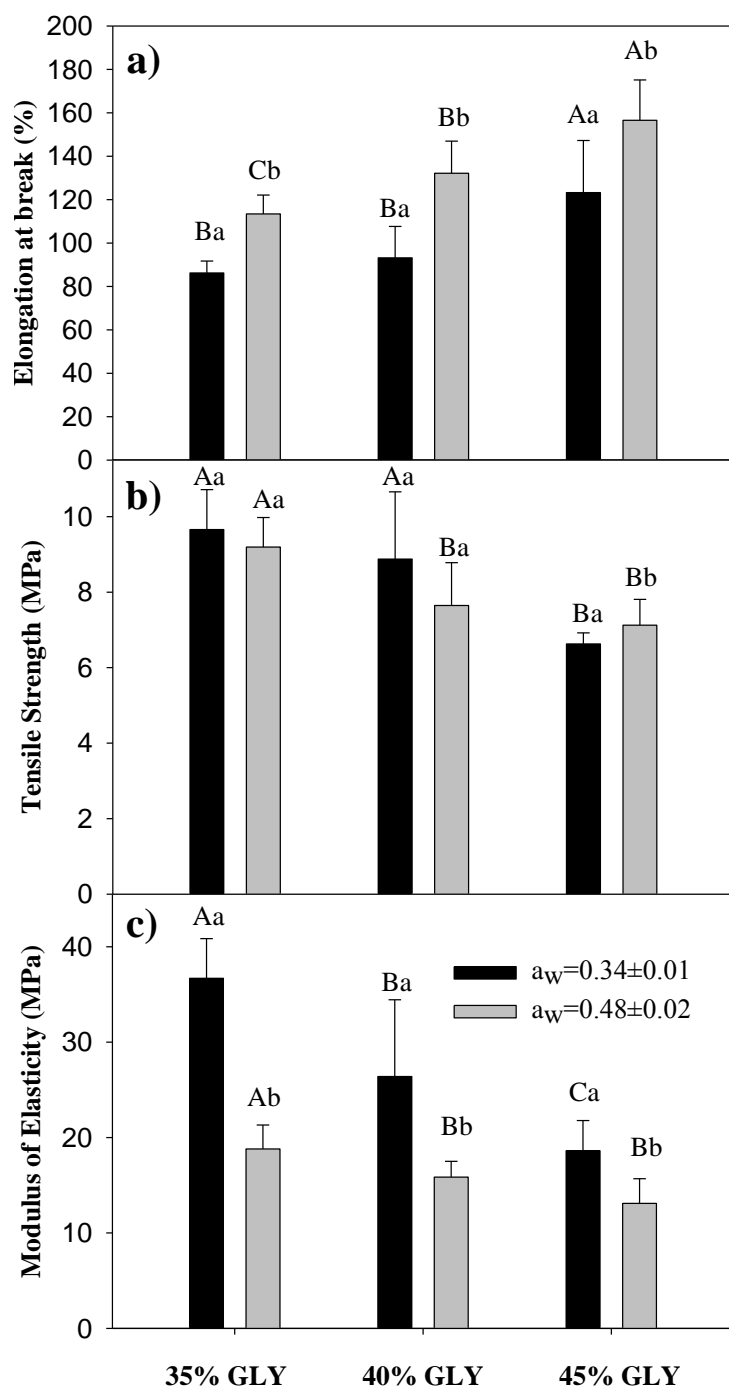 200
a)
Ab
180
160
Bb
Aa
140
Cb
120
Ba
Ba
100
80
60
40
20
0
Elongation at break (%)
b)
Aa
Aa
Aa
10
Ba
Bb
8
Ba
6
4
2
0
Tensile Strength (MPa)
c)
Aa
40
aw=0.34±0.01
Ba
aw=0.48±0.02
30
Ca
Ab
Bb
Bb
20
10
0
Modulus of Elasticity (MPa)
35% GLY 40% GLY 45% GLY